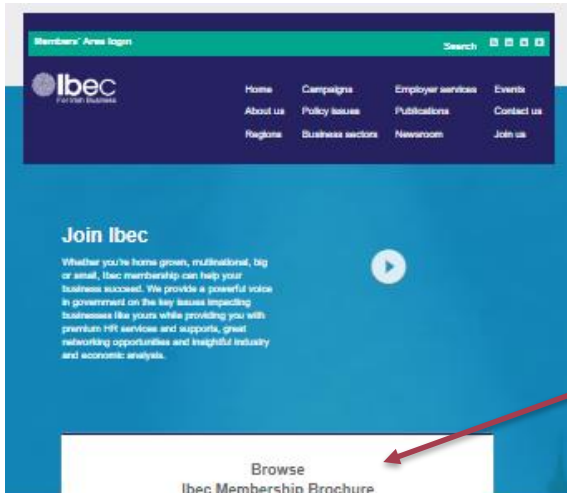 Members' Area login
Search
Ibec
For Irish Business
Home Campaigns Employer services Events
About us Policy issues Publications Contact us
Regions Business sectors Newsroom Join us
Join Ibec
Whether you're home grown, multinational, big
or small, Ibec membership can help your
business succeed. We provide a powerful voice
in government on the key issues impacting
businesses like yours while providing you with
premium HR services and supports, great
networking opportunities and insightful industry
and economic analysis.
Browse
Ibec Membership Brochure